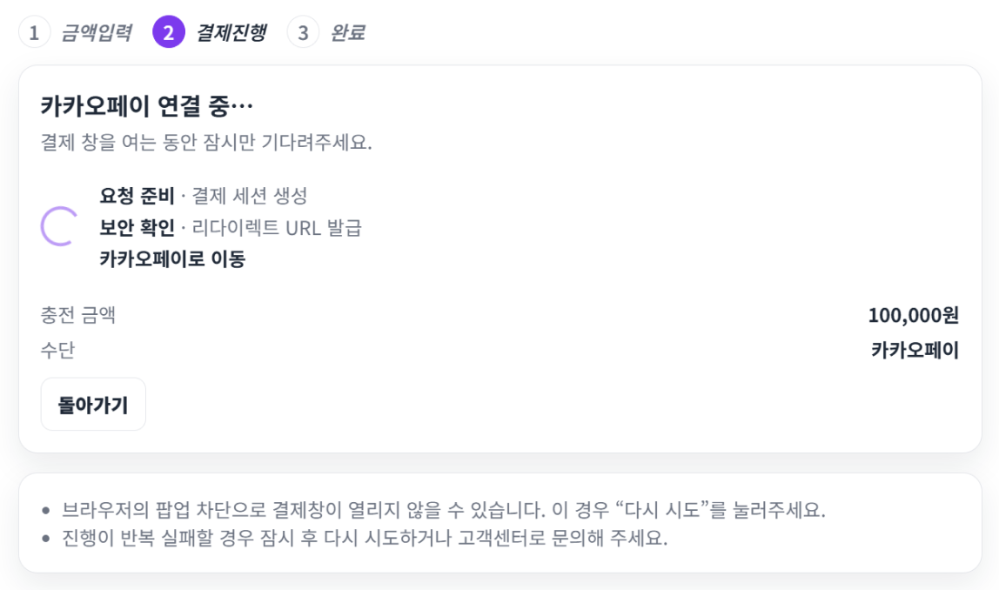 1 금액입력 2 결제진행 3 완료
카카오페이 연결 중…
결제 창을 여는 동안 잠시만 기다려주세요.
요청 준비 · 결제 세션 생성
보안 확인 · 리다이렉트 URL 발급
카카오페이로 이동
충전 금액 100,000원
수단 카카오페이
돌아가기
• 브라우저의 팝업 차단으로 결제창이 열리지 않을 수 있습니다. 이 경우 “다시 시도”를 눌러주세요.
• 진행이 반복 실패할 경우 잠시 후 다시 시도하거나 고객센터로 문의해 주세요.